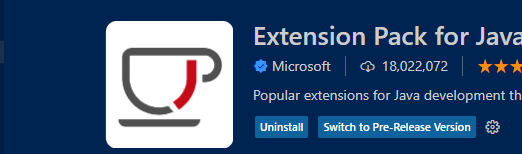 Extension Pack for Java
Microsoft 18,022,072
Popular extensions for Java development th
Uninstall Switch to Pre-Release Version